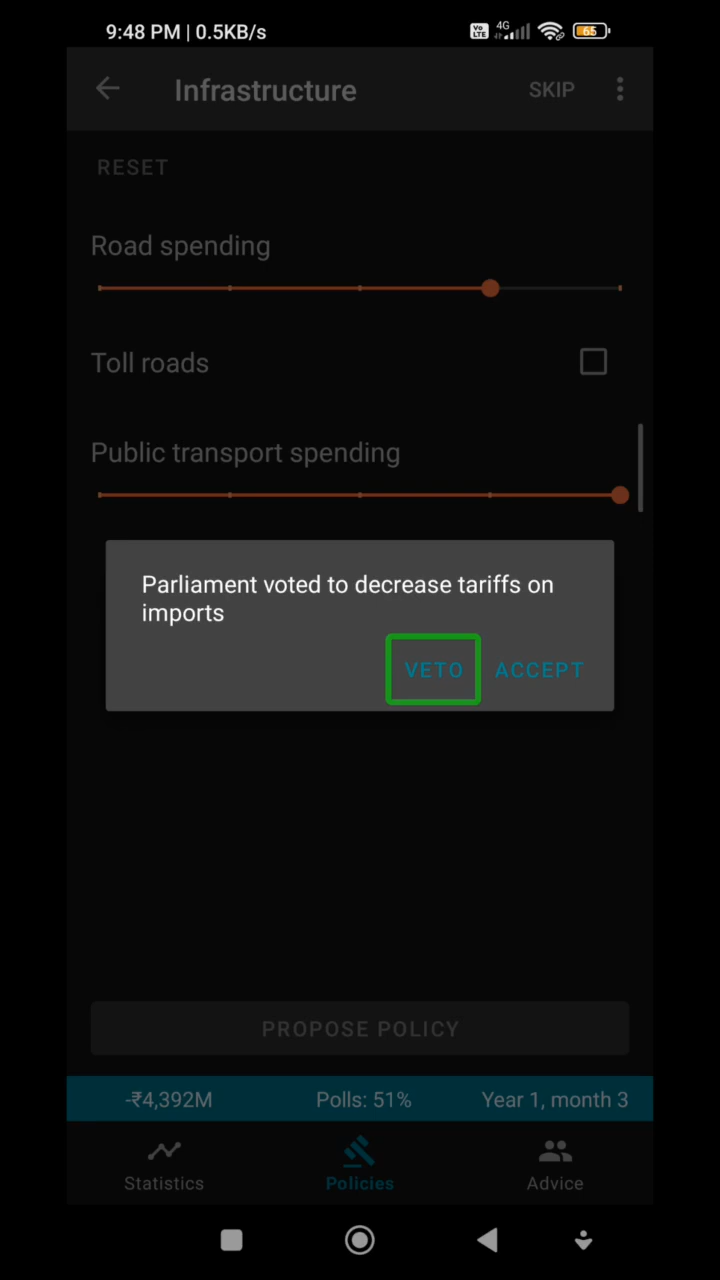 9:48 PM | 0.5KB/s
Vo LTE 4G 65
Infrastructure SKIP
RESET
Road spending
Toll roads
Public transport spending
Parliament voted to decrease tariffs on
imports
VETO ACCEPT
PROPOSE POLICY
-₹4,392M Polls: 51% Year 1, month 3
Statistics Policies Advice